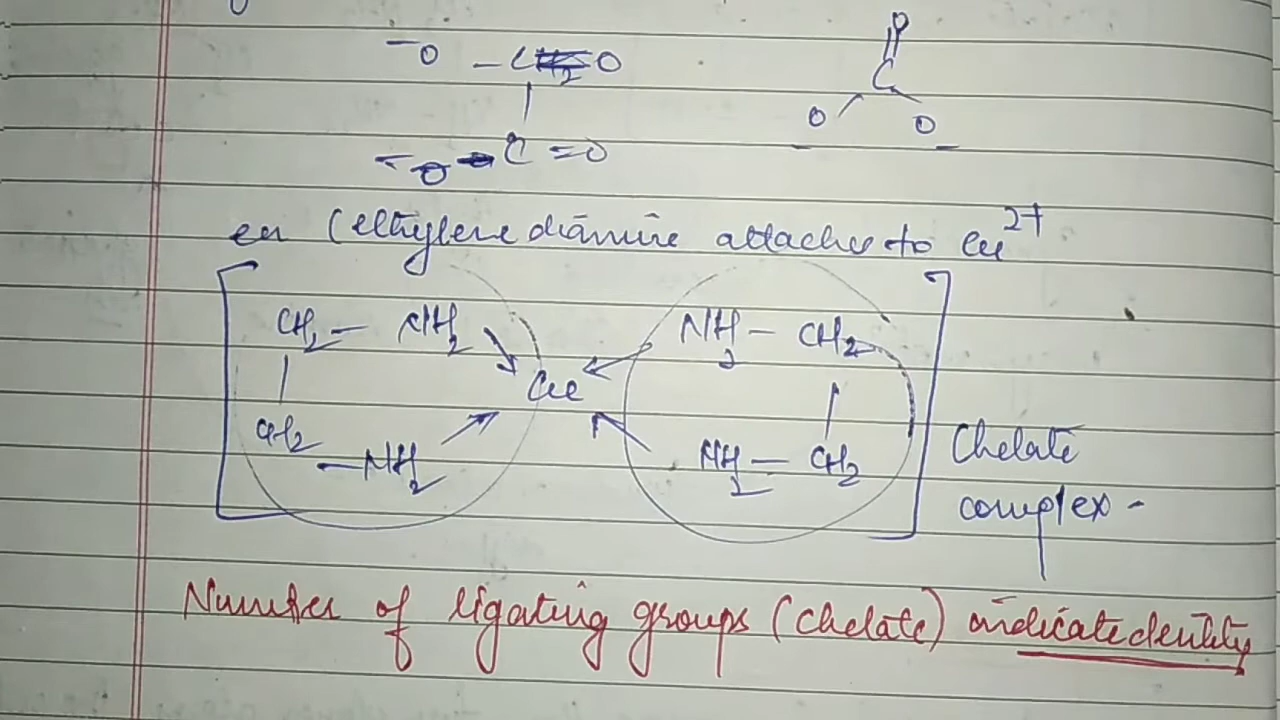 O
⁻O – C = O O O
C = O
⁻O – C = O
en (ethylene diamine attaches to Cu²⁺
CH₂ – NH₂ NH₂ – CH₂
Cu
CH₂ – NH₂ NH₂ – CH₂
Chelate
complex -
Number of ligating groups (chelate) indicate denticity